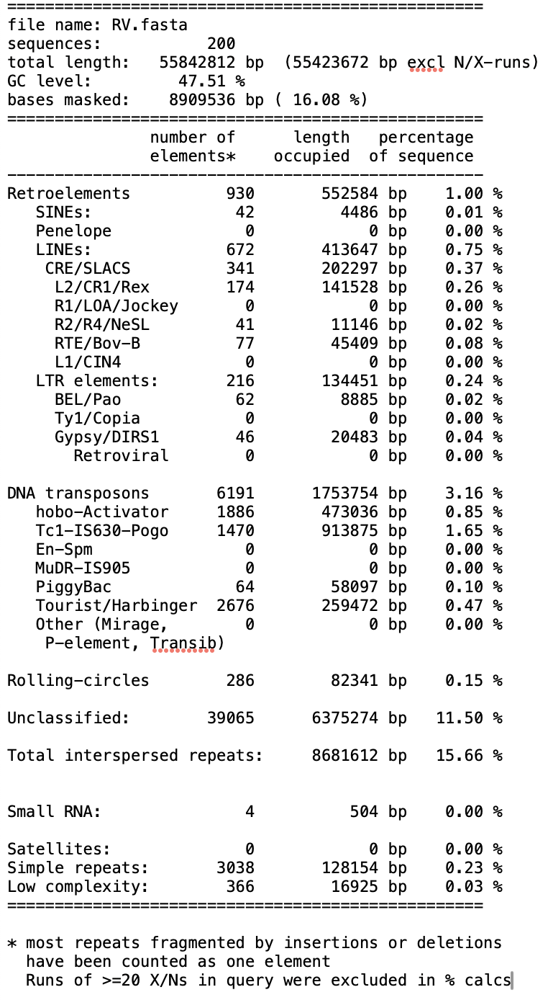 ==================================================
file name: RV.fasta
sequences:           200
total length:   55842812 bp  (55423672 bp excl N/X-runs)
GC level:         47.51 %
bases masked:    8909536 bp ( 16.08 %)
==================================================
               number of      length   percentage
               elements*    occupied  of sequence
--------------------------------------------------
Retroelements          930       552584 bp    1.00 %
   SINEs:               42         4486 bp    0.01 %
   Penelope              0            0 bp    0.00 %
   LINEs:              672       413647 bp    0.75 %
    CRE/SLACS          341       202297 bp    0.37 %
     L2/CR1/Rex        174       141528 bp    0.26 %
     R1/LOA/Jockey       0            0 bp    0.00 %
     R2/R4/NeSL         41        11146 bp    0.02 %
     RTE/Bov-B          77        45409 bp    0.08 %
     L1/CIN4             0            0 bp    0.00 %
   LTR elements:       216       134451 bp    0.24 %
     BEL/Pao            62         8885 bp    0.02 %
     Ty1/Copia           0            0 bp    0.00 %
     Gypsy/DIRS1        46        20483 bp    0.04 %
       Retroviral        0            0 bp    0.00 %

DNA transposons       6191      1753754 bp    3.16 %
   hobo-Activator     1886       473036 bp    0.85 %
   Tc1-IS630-Pogo     1470       913875 bp    1.65 %
   En-Spm                0            0 bp    0.00 %
   MuDR-IS905            0            0 bp    0.00 %
   PiggyBac             64        58097 bp    0.10 %
   Tourist/Harbinger  2676       259472 bp    0.47 %
   Other (Mirage,        0            0 bp    0.00 %
    P-element, Transib)

Rolling-circles        286        82341 bp    0.15 %

Unclassified:        39065      6375274 bp   11.50 %

Total interspersed repeats:     8681612 bp   15.66 %


Small RNA:               4          504 bp    0.00 %

Satellites:              0            0 bp    0.00 %
Simple repeats:       3038       128154 bp    0.23 %
Low complexity:        366        16925 bp    0.03 %
==================================================

* most repeats fragmented by insertions or deletions
  have been counted as one element
  Runs of >=20 X/Ns in query were excluded in % calcs